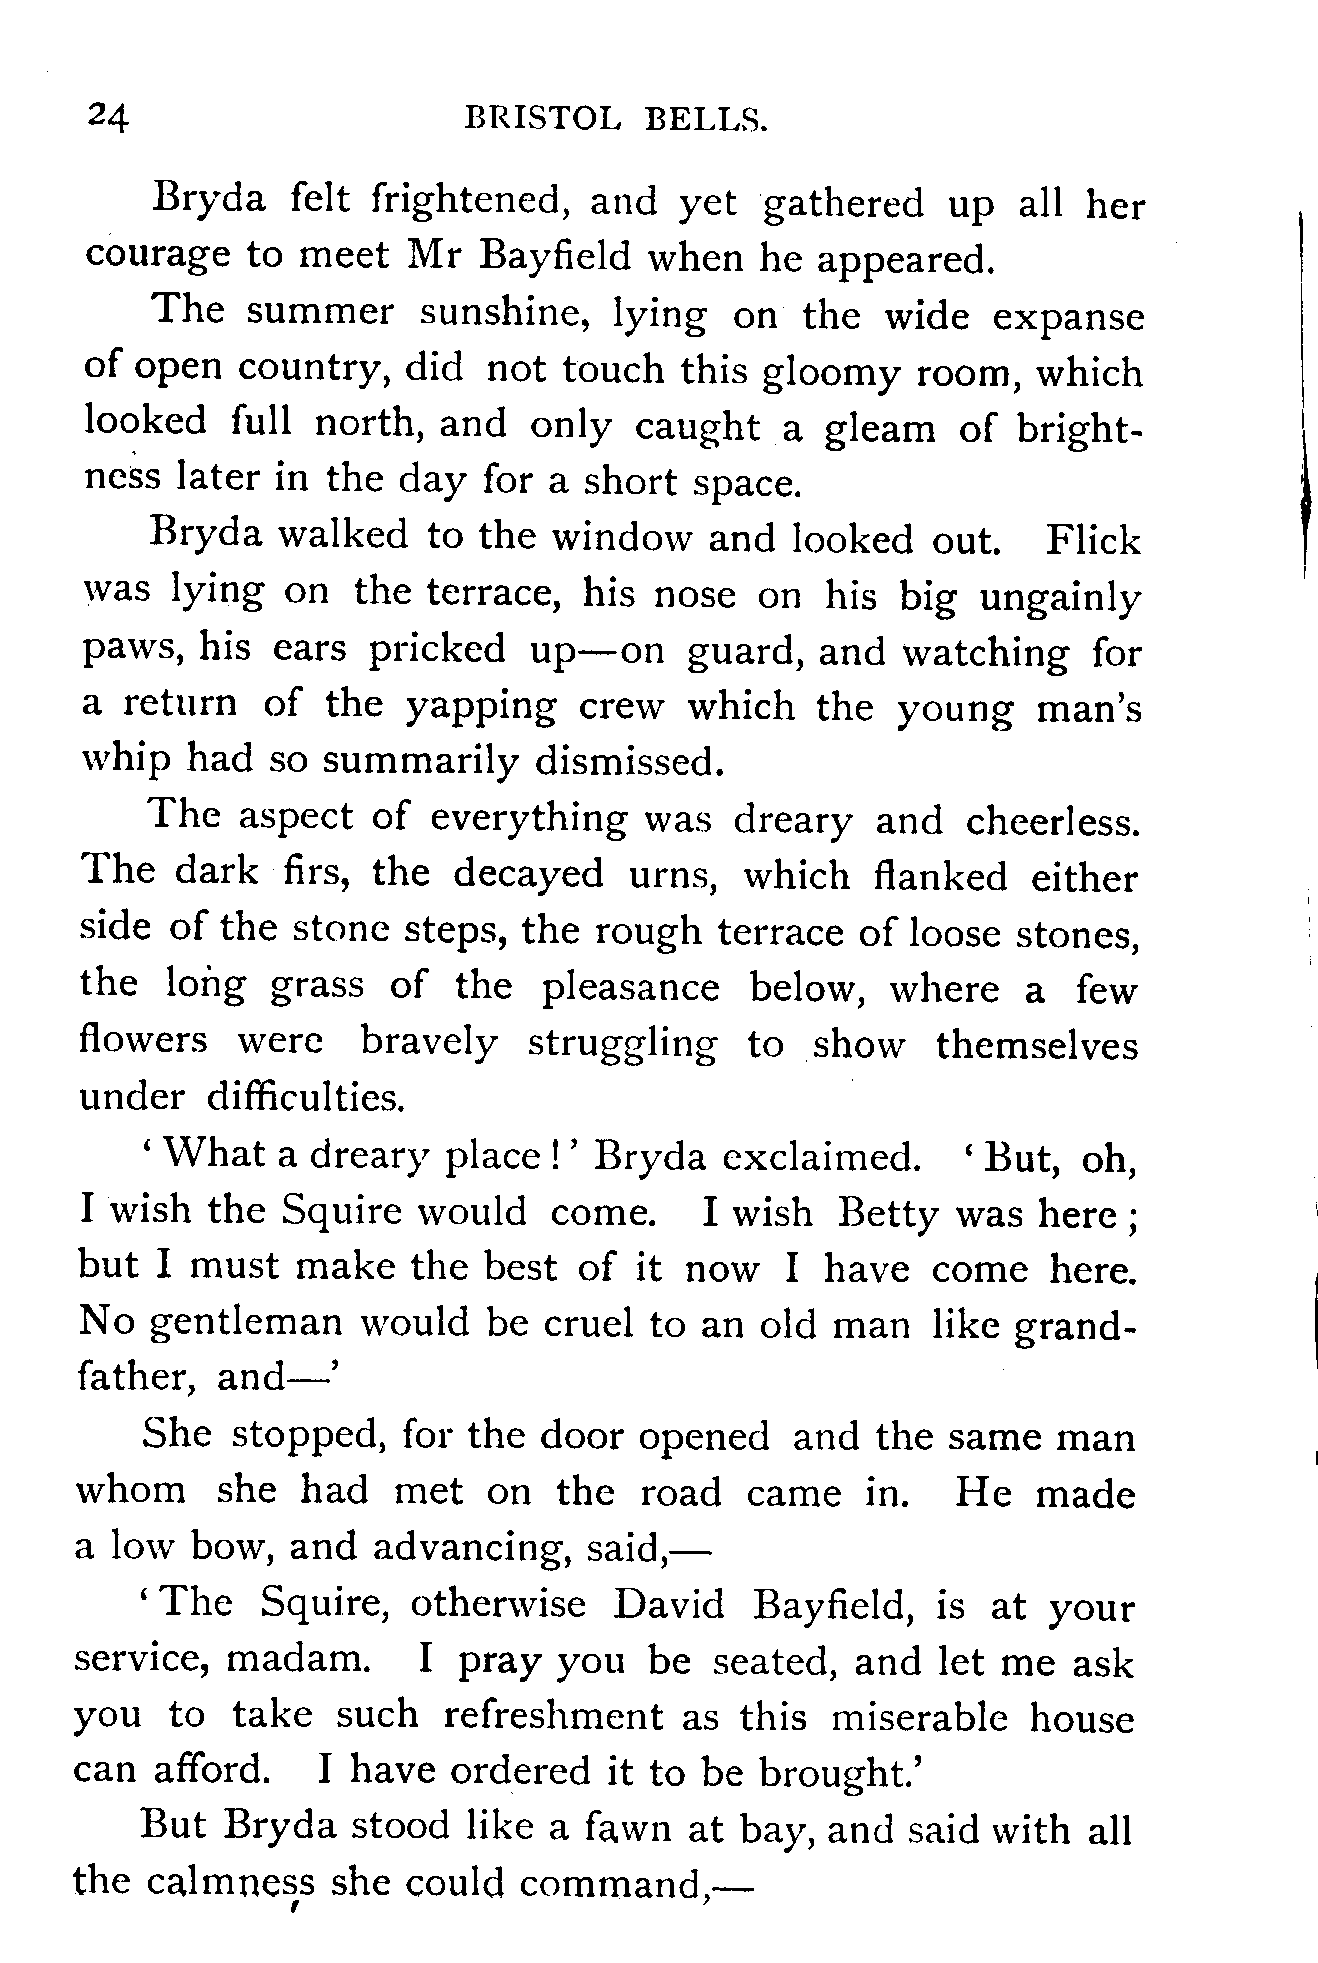 24 BRISTOL BELLS.
Bryda felt frightened, and yet gathered up all her
courage to meet Mr Bayfield when he appeared.
The summer sunshine, lying on the wide expanse
of open country, did not touch this gloomy room, which
looked full north, and only caught a gleam of bright-
ness later in the day for a short space.
Bryda walked to the window and looked out. Flick
was lying on the terrace, his nose on his big ungainly
paws, his ears pricked up—on guard, and watching for
a return of the yapping crew which the young man's
whip had so summarily dismissed.
The aspect of everything was dreary and cheerless.
The dark firs, the decayed urns, which flanked either
side of the stone steps, the rough terrace of loose stones,
the long grass of the pleasance below, where a few
flowers were bravely struggling to show themselves
under difficulties.
‘ What a dreary place ! ’ Bryda exclaimed. ‘ But, oh,
I wish the Squire would come. I wish Betty was here ;
but I must make the best of it now I have come here.
No gentleman would be cruel to an old man like grand-
father, and—’
She stopped, for the door opened and the same man
whom she had met on the road came in. He made
a low bow, and advancing, said,—
‘ The Squire, otherwise David Bayfield, is at your
service, madam. I pray you be seated, and let me ask
you to take such refreshment as this miserable house
can afford. I have ordered it to be brought.’
But Bryda stood like a fawn at bay, and said with all
the calmness she could command,—